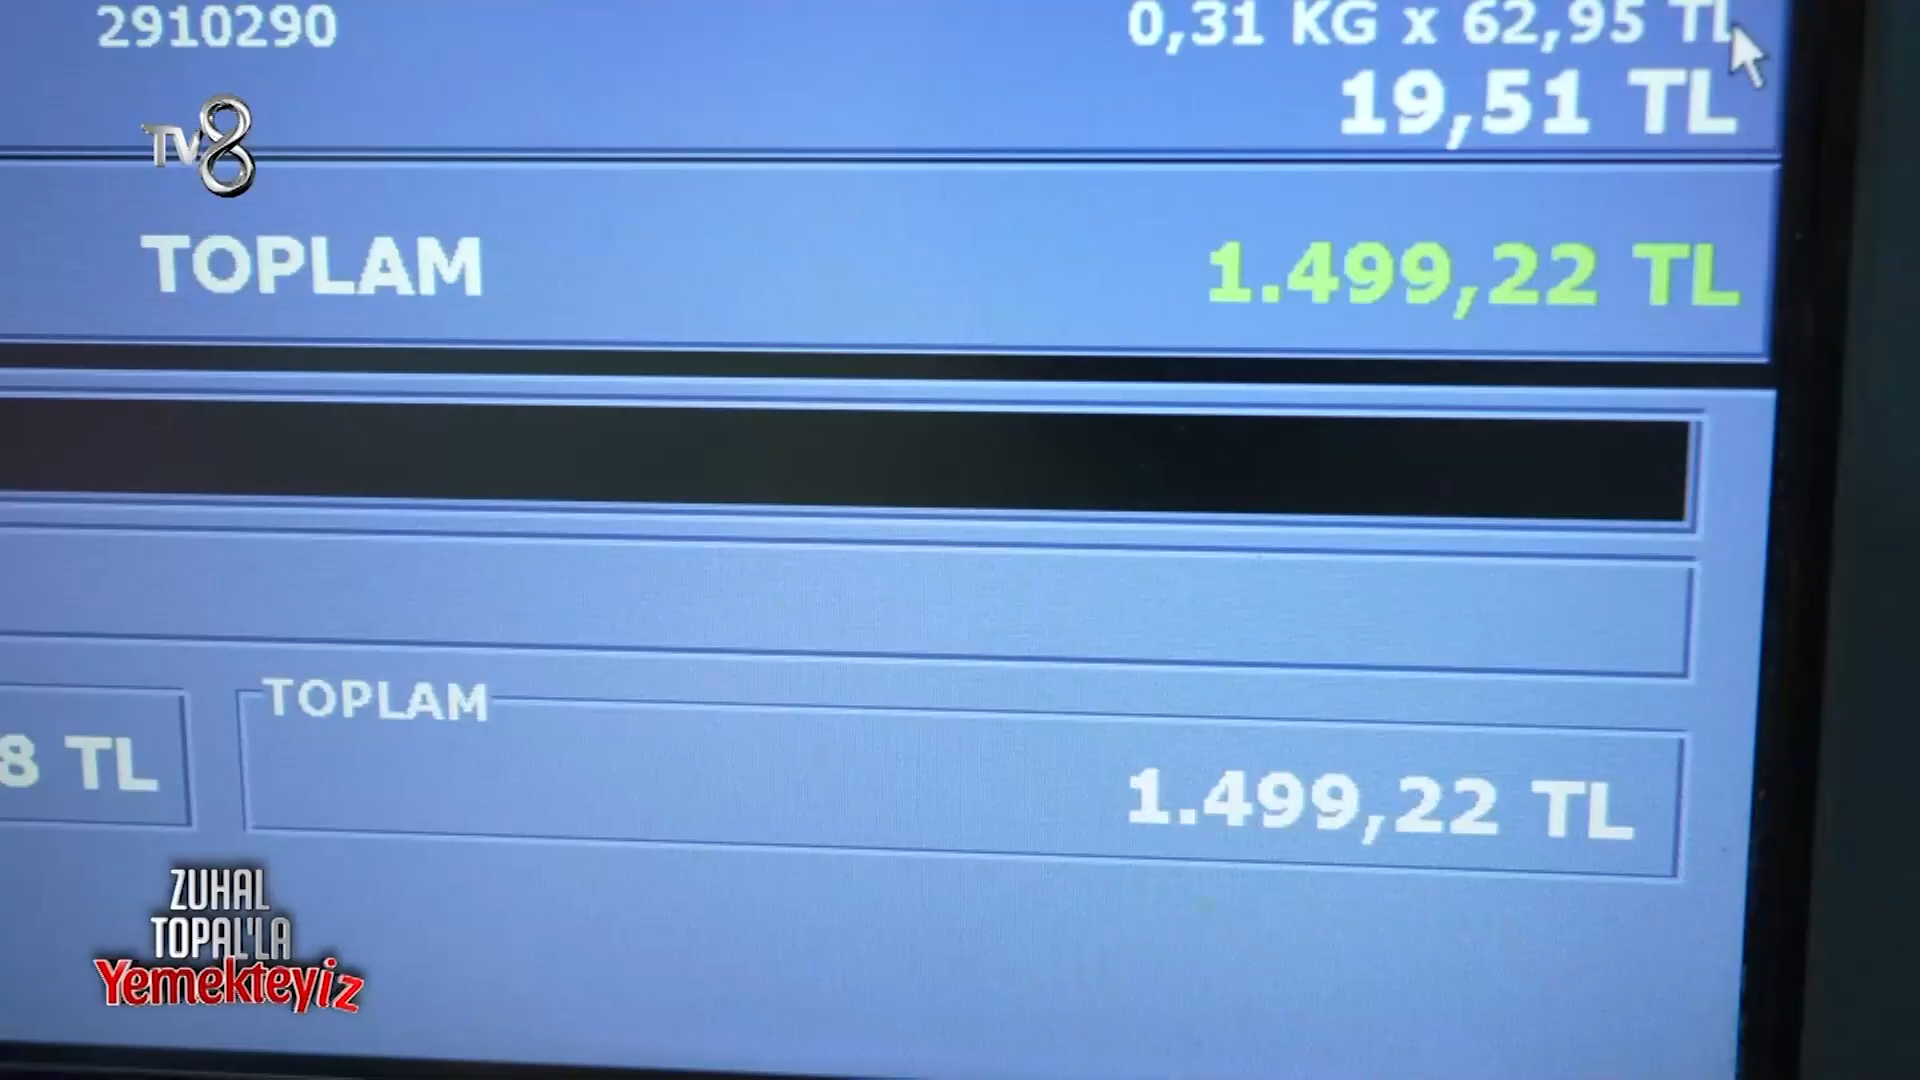 2910290
0,31 KG x 62,95 TL
19,51 TL
TV8
TOPLAM
1.499,22 TL
TOPLAM
8 TL
1.499,22 TL
ZUHAL
TOPAL'LA
Yemekteyiz